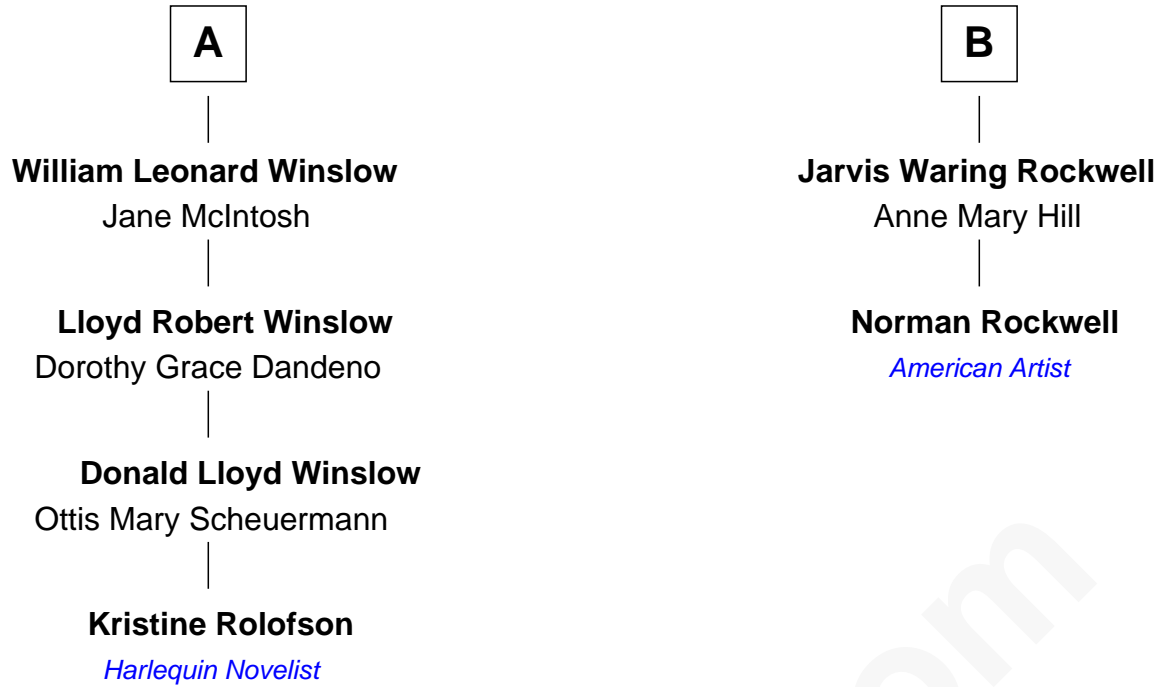 A
William Leonard Winslow
Jane McIntosh
Lloyd Robert Winslow
Dorothy Grace Dandeno
Donald Lloyd Winslow
Ottis Mary Scheuermann
Kristine Rolofson
Harlequin Novelist
B
Jarvis Waring Rockwell
Anne Mary Hill
Norman Rockwell
American Artist
om